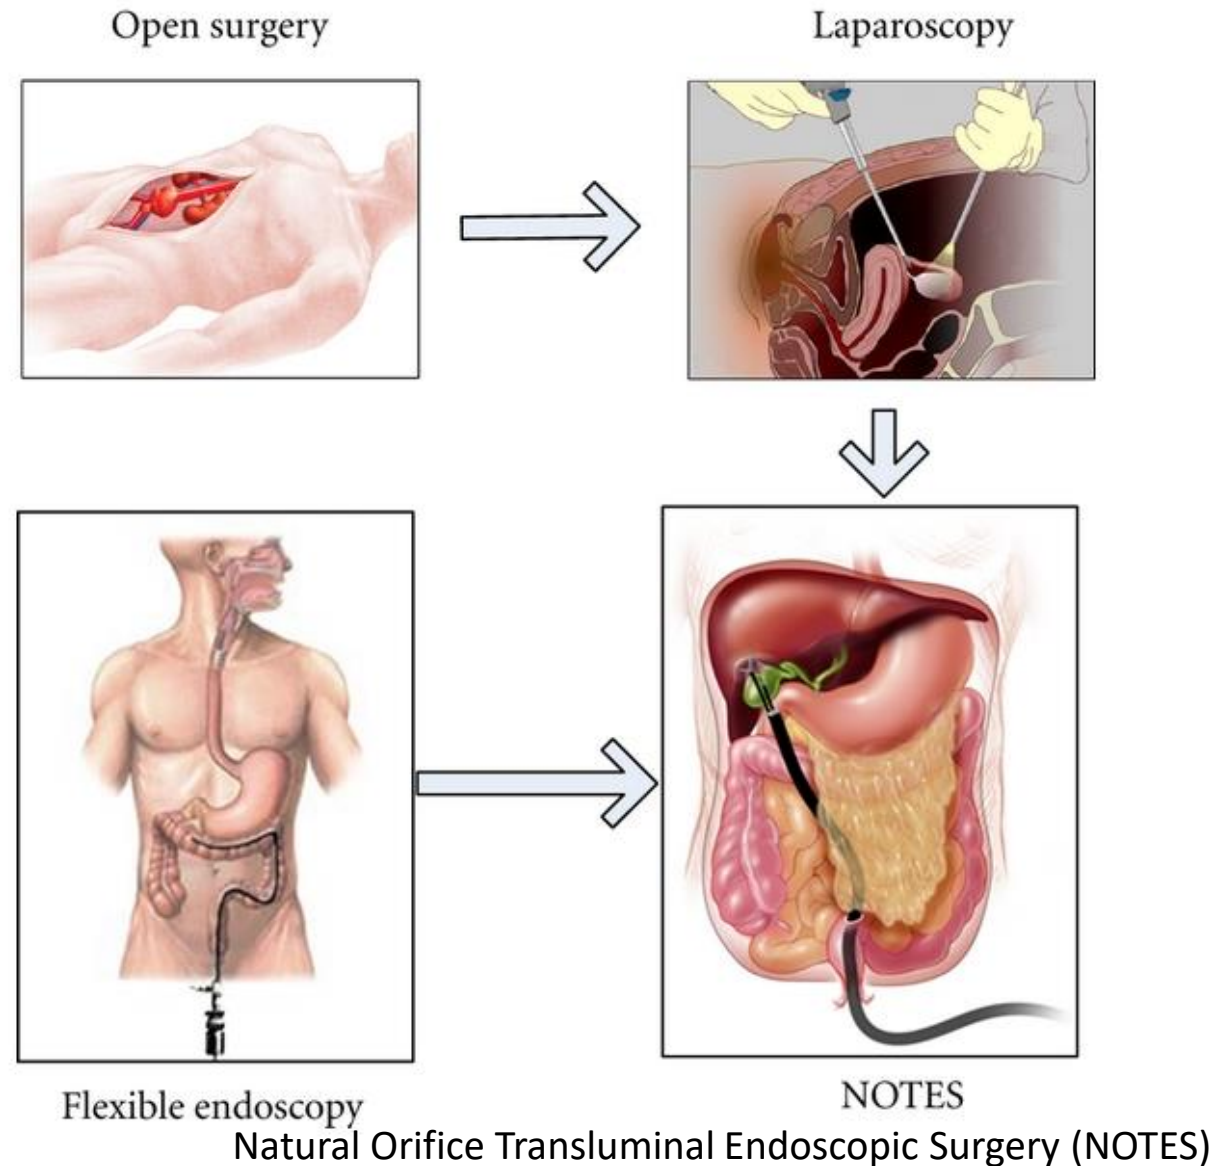 Open surgery
Laparoscopy
Flexible endoscopy
NOTES
Natural Orifice Transluminal Endoscopic Surgery (NOTES)